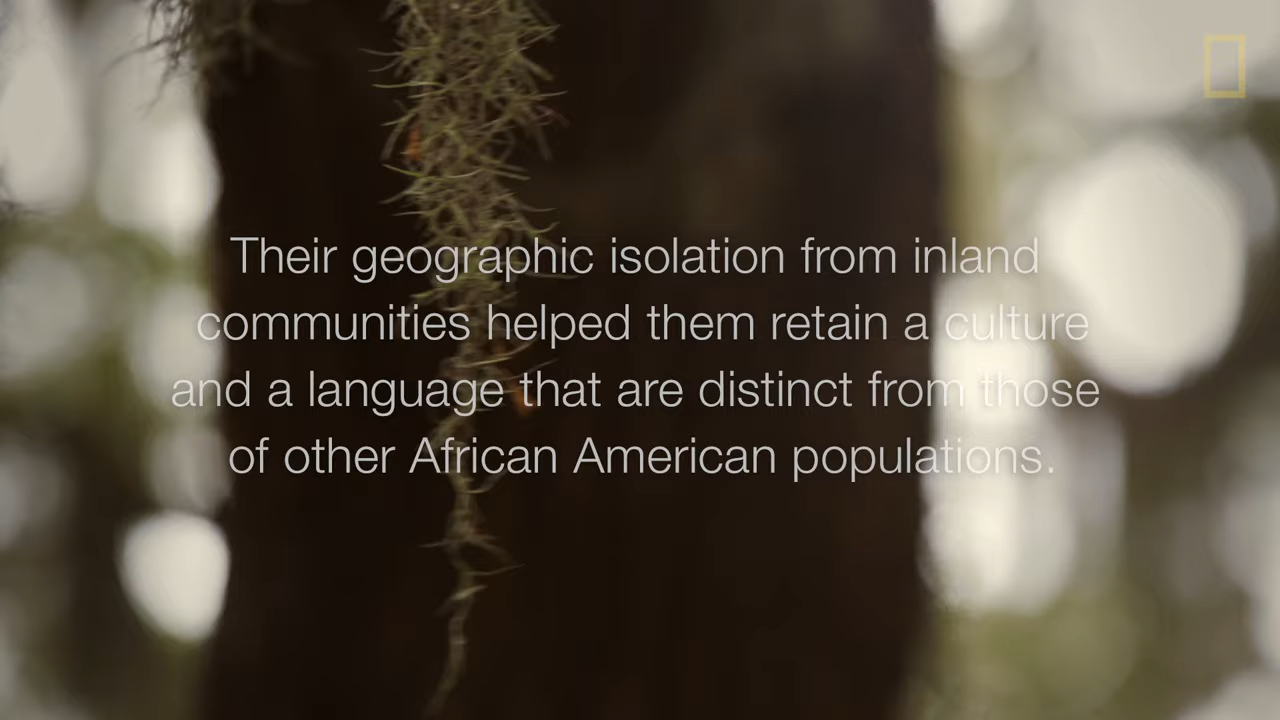 Their geographic isolation from inland
communities helped them retain a culture
and a language that are distinct from those
of other African American populations.